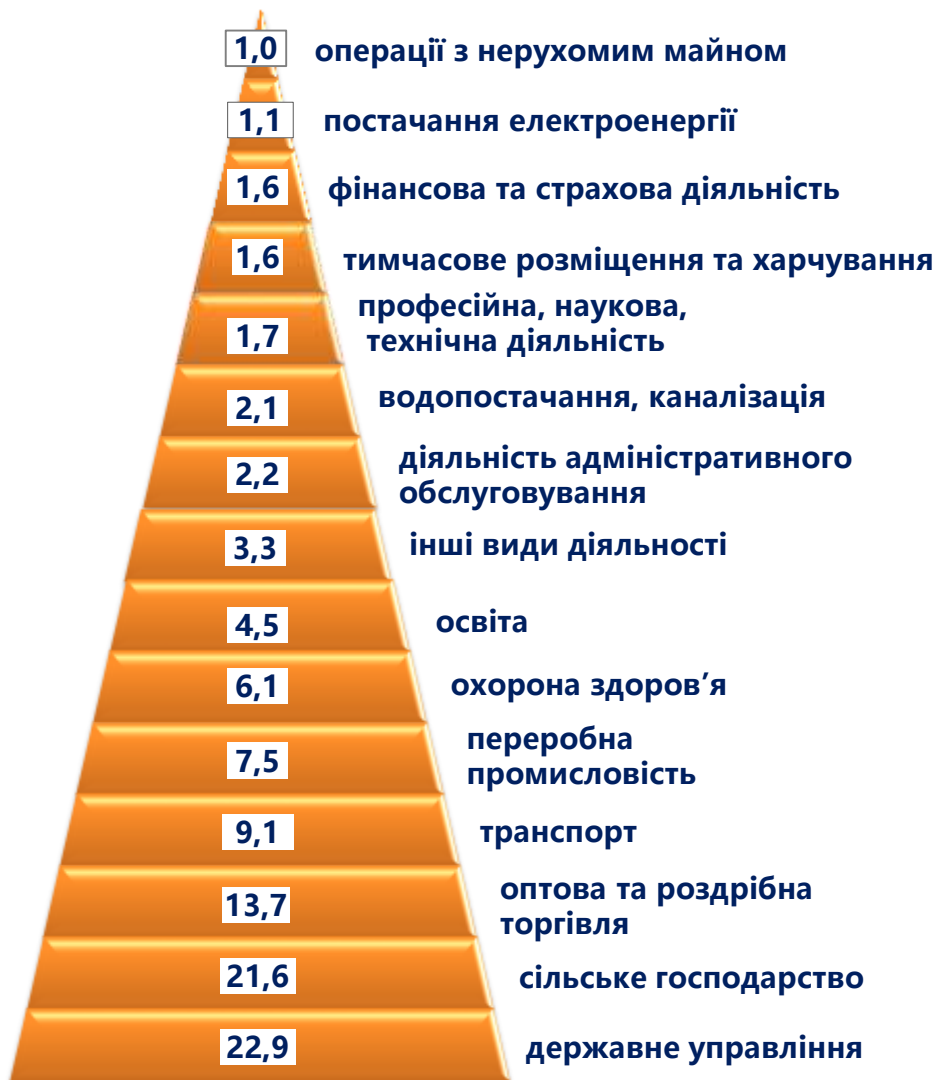 1,0 операції з нерухомим майном
1,1 постачання електроенергії
1,6 фінансова та страхова діяльність
1,6 тимчасове розміщення та харчування
професійна, наукова,
1,7 технічна діяльність
2,1 водопостачання, каналізація
діяльність адміністративного
2,2 обслуговування
3,3 інші види діяльності
4,5 освіта
6,1 охорона здоров’я
переробна
7,5 промисловість
9,1 транспорт
оптова та роздрібна
13,7 торгівля
21,6 сільське господарство
22,9 державне управління